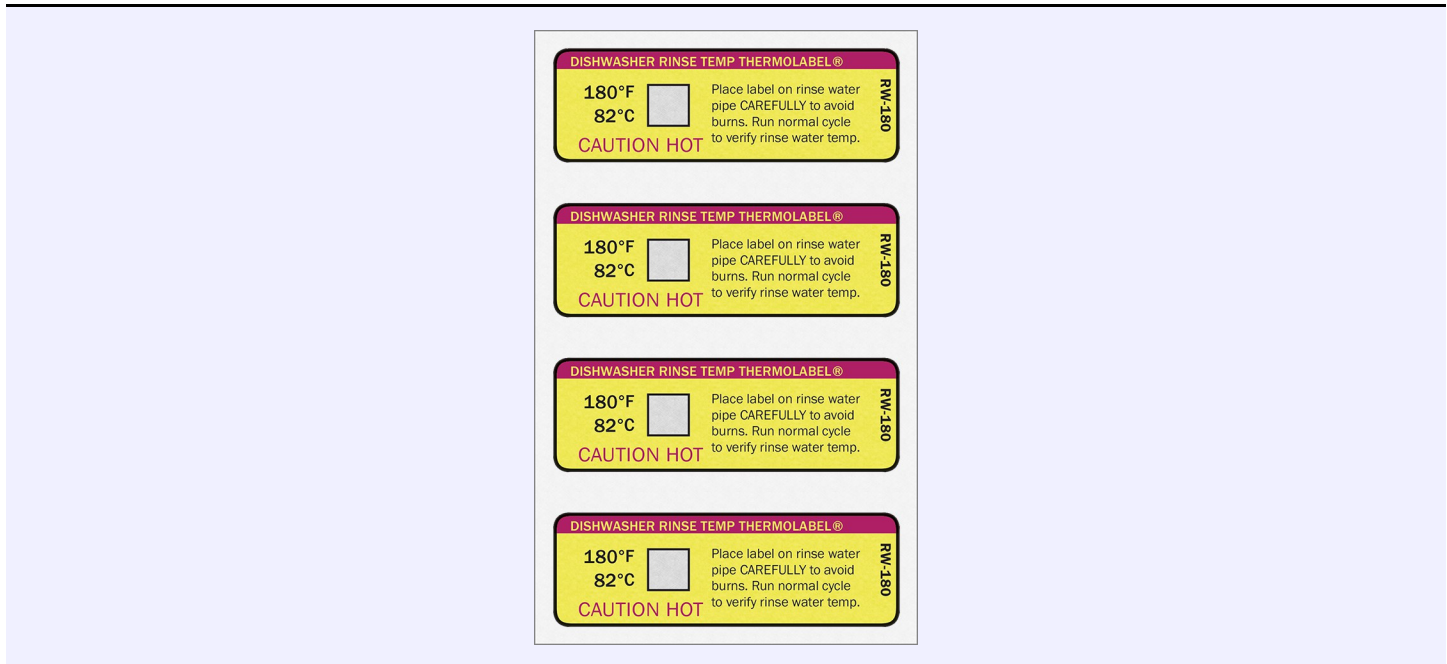 DISHWASHER RINSE TEMP THERMOLABEL®
180°F
82°C
CAUTION HOT
Place label on rinse water
pipe CAREFULLY to avoid
burns. Run normal cycle
to verify rinse water temp.
RW-180
DISHWASHER RINSE TEMP THERMOLABEL®
180°F
82°C
CAUTION HOT
Place label on rinse water
pipe CAREFULLY to avoid
burns. Run normal cycle
to verify rinse water temp.
RW-180
DISHWASHER RINSE TEMP THERMOLABEL®
180°F
82°C
CAUTION HOT
Place label on rinse water
pipe CAREFULLY to avoid
burns. Run normal cycle
to verify rinse water temp.
RW-180
DISHWASHER RINSE TEMP THERMOLABEL®
180°F
82°C
CAUTION HOT
Place label on rinse water
pipe CAREFULLY to avoid
burns. Run normal cycle
to verify rinse water temp.
RW-180